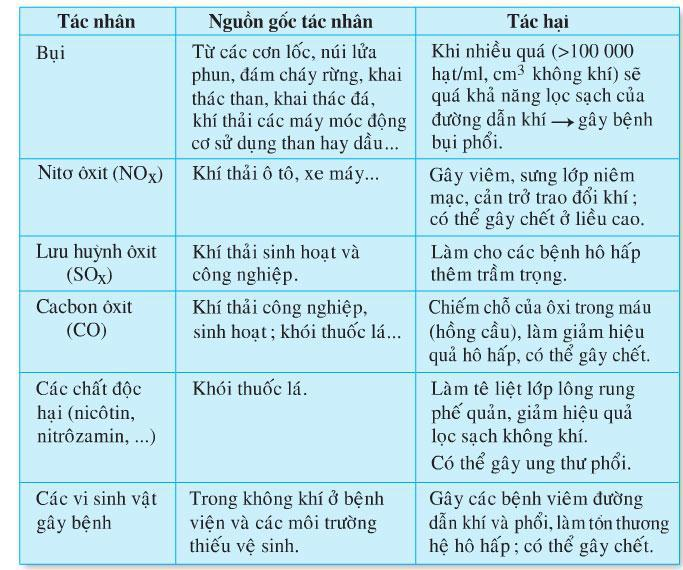 Tác nhân
Nguồn gốc tác nhân
Tác hại
Bụi
Từ các cơn lốc, núi lửa
phun, đám cháy rừng, khai
thác than, khai thác đá,
khí thải các máy móc động
cơ sử dụng than hay dầu...
Khi nhiều quá (>100 000
hạt/ml, cm³ không khí) sẽ
quá khả năng lọc sạch của
đường dẫn khí → gây bệnh
bụi phổi.
Nitơ ôxit (NOx)
Khí thải ô tô, xe máy...
Gây viêm, sưng lớp niêm
mạc, cản trở trao đổi khí ;
có thể gây chết ở liều cao.
Lưu huỳnh ôxit
(SOx)
Khí thải sinh hoạt và
công nghiệp.
Làm cho các bệnh hô hấp
thêm trầm trọng.
Cacbon ôxit
(CO)
Khí thải công nghiệp,
sinh hoạt ; khói thuốc lá...
Chiếm chỗ của ôxi trong máu
(hồng cầu), làm giảm hiệu
quả hô hấp, có thể gây chết.
Các chất độc
hại (nicôtin,
nitrôzamin, ...)
Khói thuốc lá.
Làm tê liệt lớp lông rung
phế quản, giảm hiệu quả
lọc sạch không khí.
Có thể gây ung thư phổi.
Các vi sinh vật
gây bệnh
Trong không khí ở bệnh
viện và các môi trường
thiếu vệ sinh.
Gây các bệnh viêm đường
dẫn khí và phổi, làm tổn thương
hệ hô hấp ; có thể gây chết.